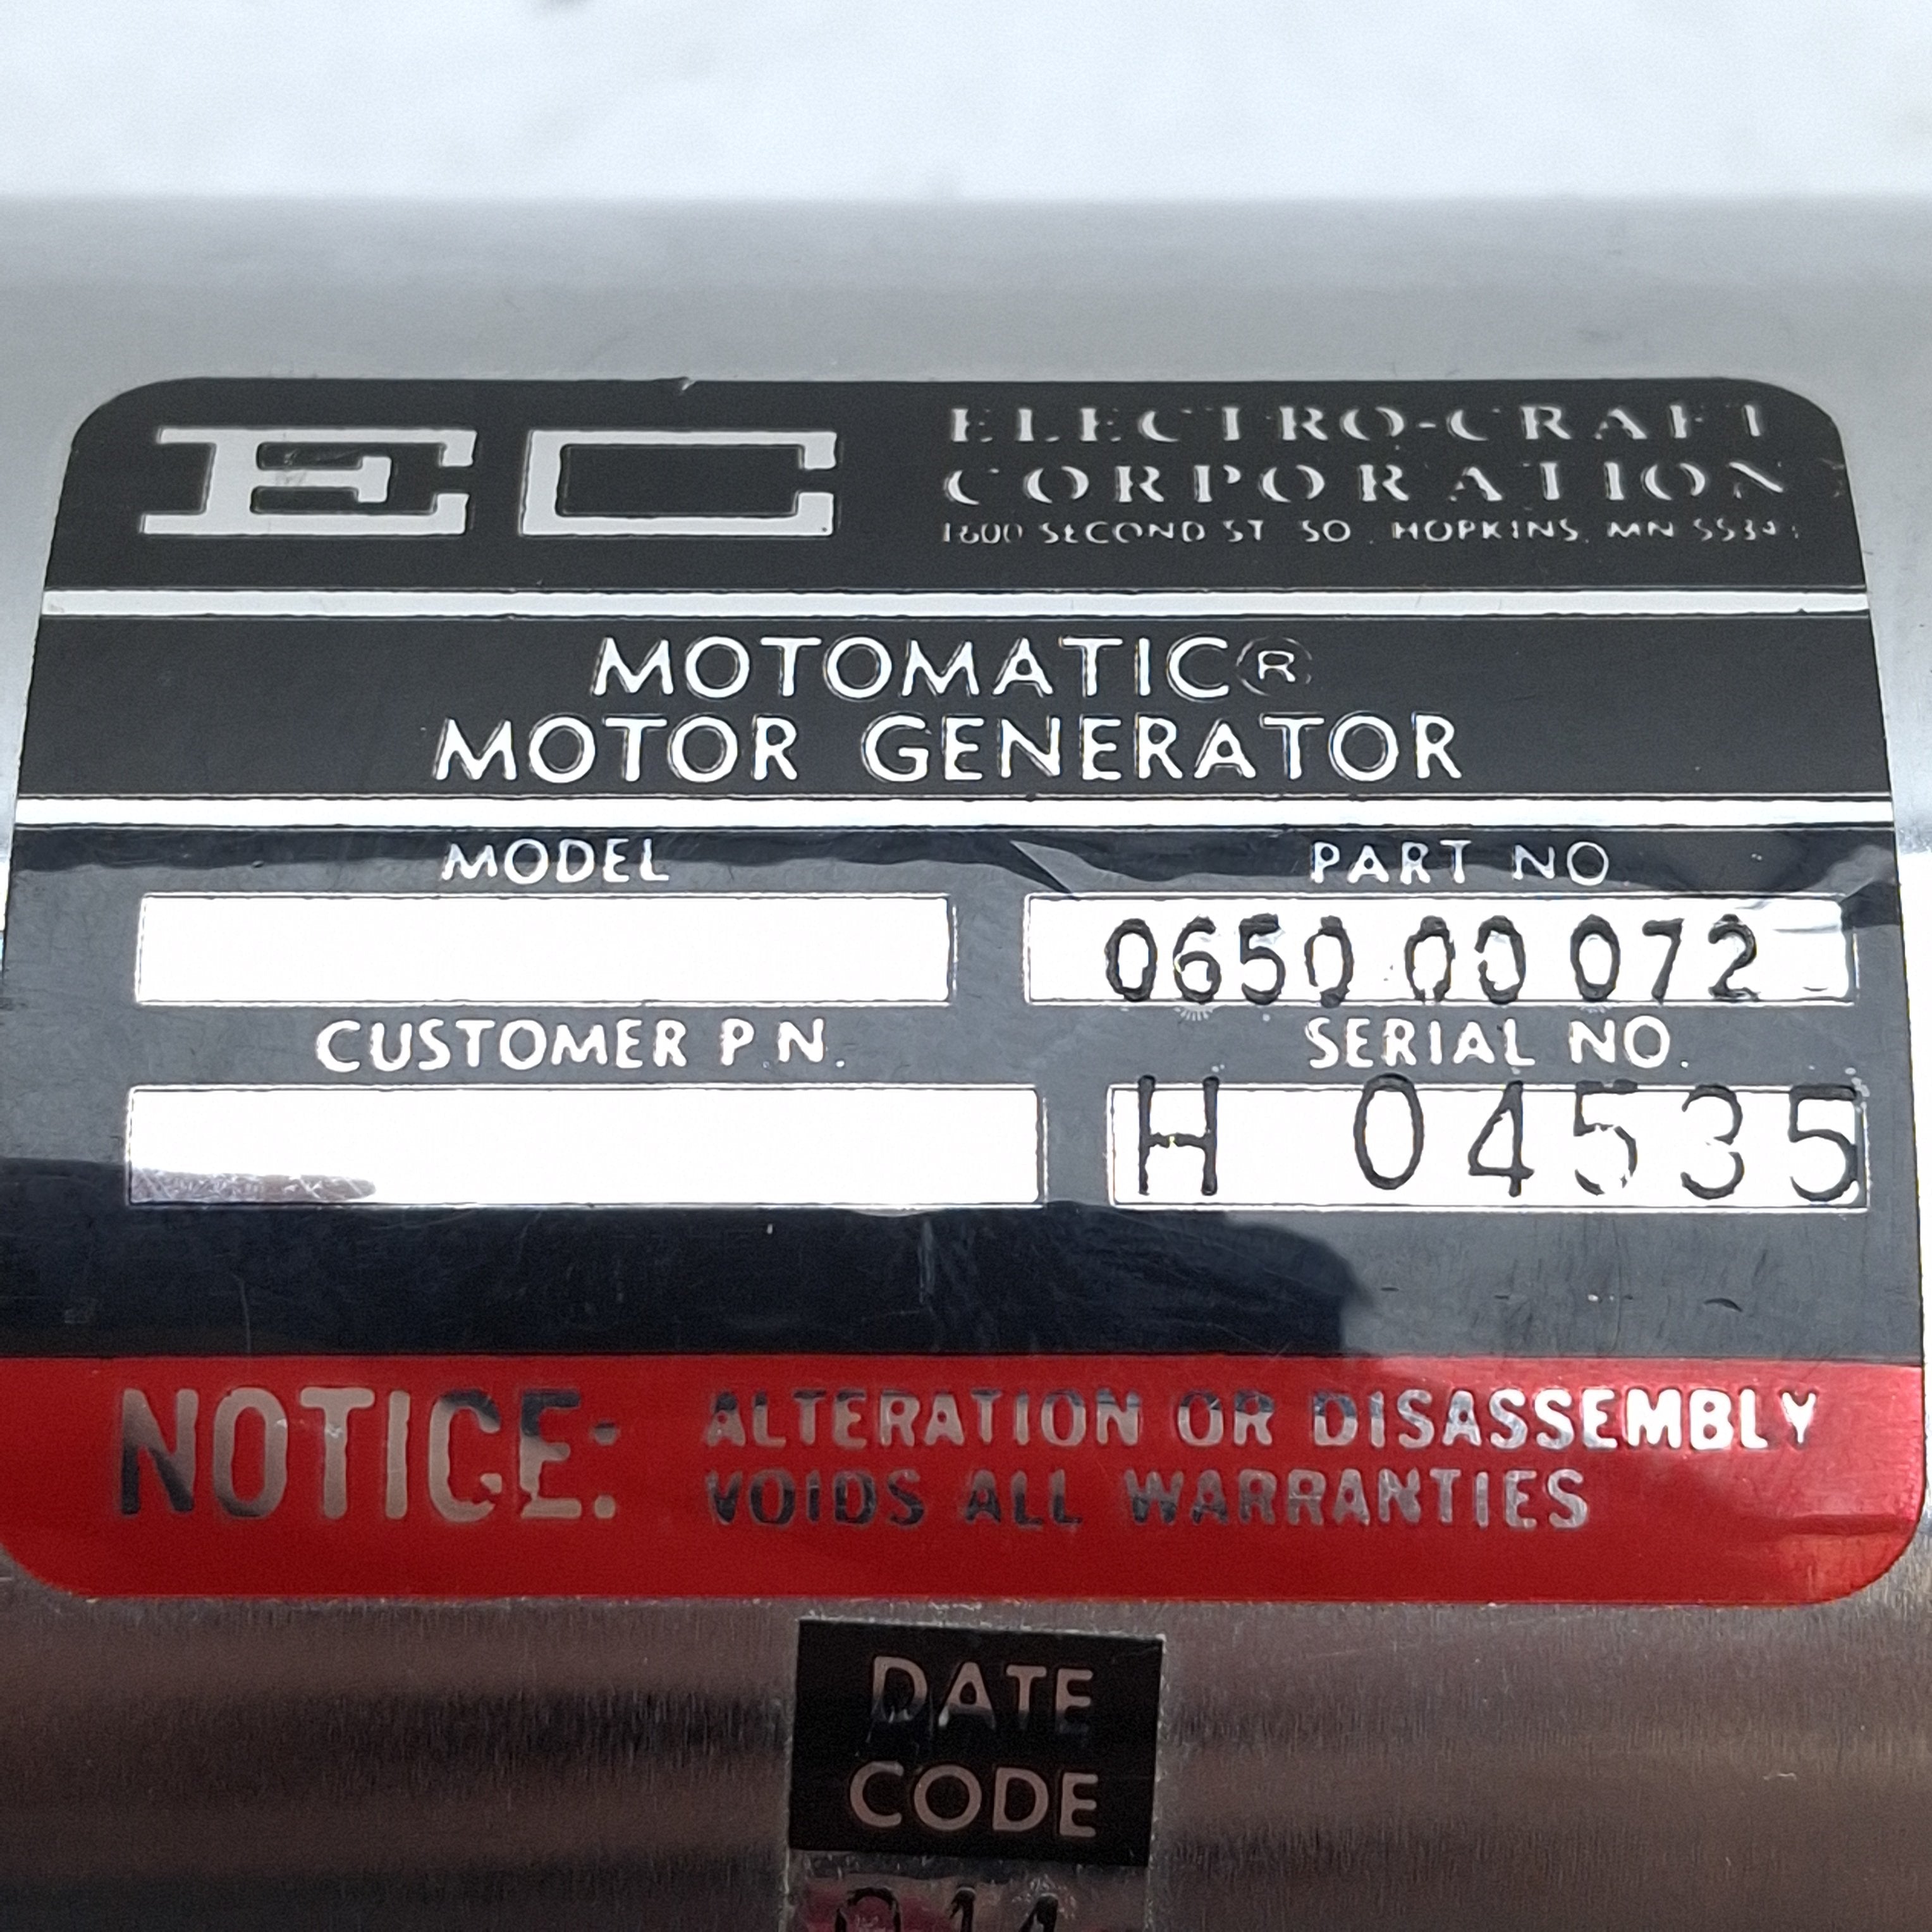 EC
ELECTRO-CRAFT
CORPORATION
1600 SECOND ST SO. HOPKINS, MN
MOTOMATIC®
MOTOR GENERATOR
MODEL
PART NO
0650 00 072
CUSTOMER P.N.
SERIAL NO.
H 04535
NOTICE: ALTERATION OR DISASSEMBLY
VOIDS ALL WARRANTIES
DATE
CODE